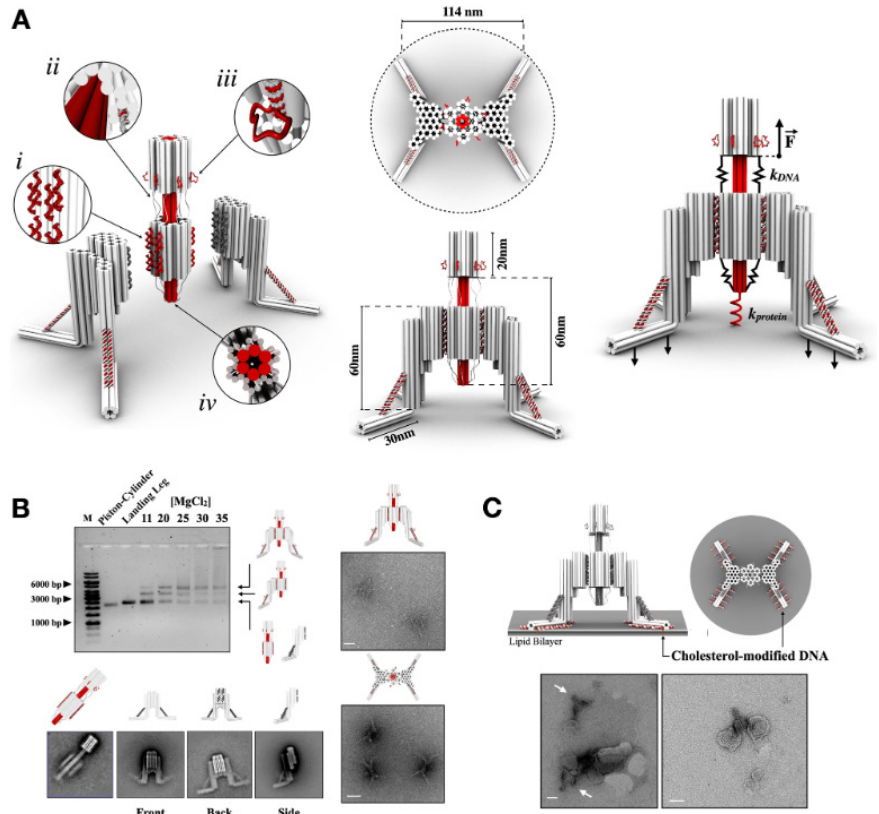 A
ii
iii
i
iv
114 nm
20nm
60nm
60nm
30nm
F
kDNA
kprotein
B
M
Piston-Cylinder
Landing Leg
[MgCl2]
11 20 25 30 35
6000 bp
3000 bp
1000 bp
Front
Back
Side
C
Lipid Bilayer
Cholesterol-modified DNA